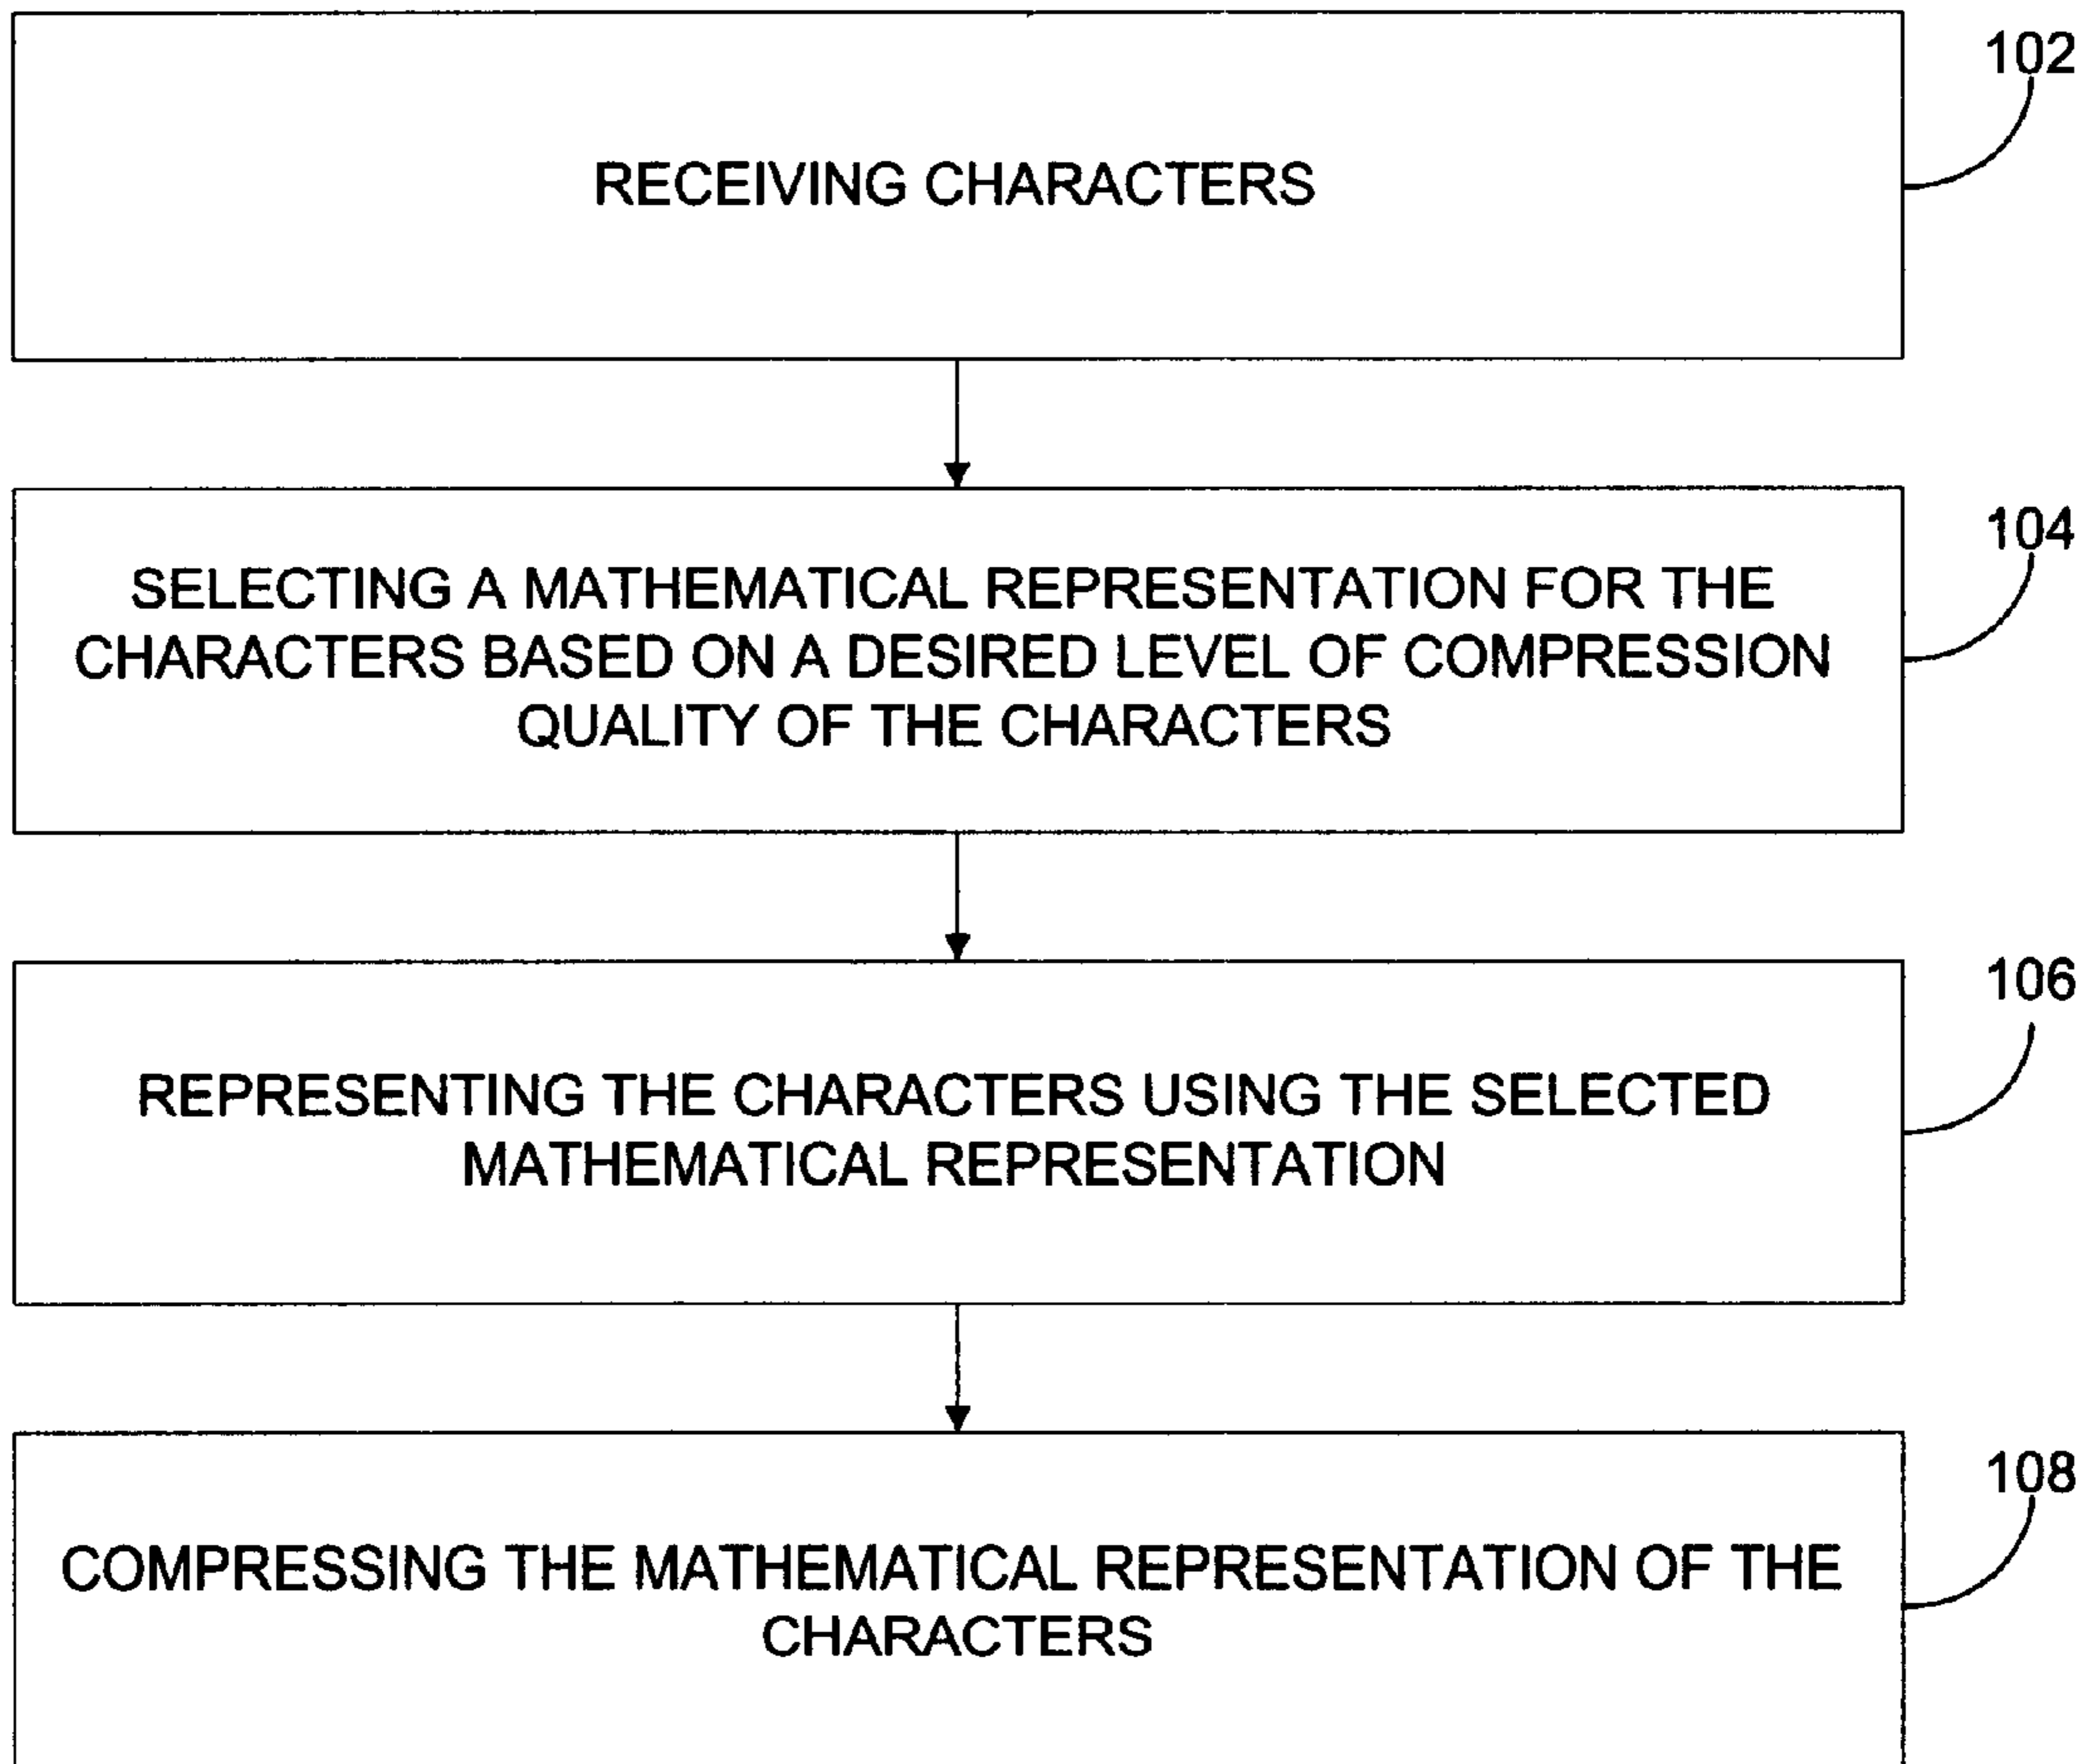 102
RECEIVING CHARACTERS
104
SELECTING A MATHEMATICAL REPRESENTATION FOR THE
CHARACTERS BASED ON A DESIRED LEVEL OF COMPRESSION
QUALITY OF THE CHARACTERS
106
REPRESENTING THE CHARACTERS USING THE SELECTED
MATHEMATICAL REPRESENTATION
108
COMPRESSING THE MATHEMATICAL REPRESENTATION OF THE
CHARACTERS